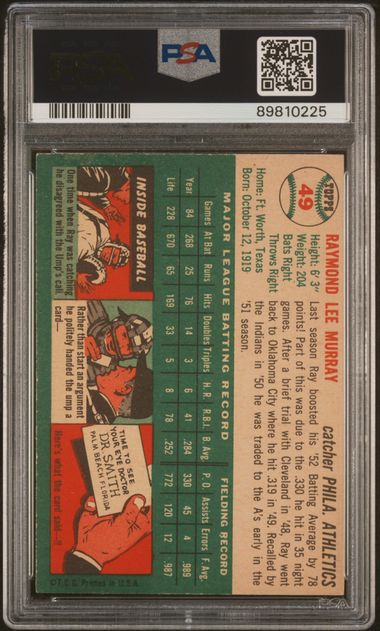 PSA
89810225
TOPPS
49
RAYMOND LEE MURRAY
catcher PHILA. ATHLETICS
Height: 6' 3"
Weight: 204
Bats Right
Throws Right
Home: Ft. Worth, Texas
Born: October 12, 1919
Last season Ray boosted his '52 Batting Average by 78
points! Part of this was due to the .330 he hit in 35 night
games. After a brief trial with Cleveland in '48, Ray went
back to Oklahoma City where he hit .319 in '49. Recalled by
the Indians in '50 he was traded to the A's early in the
'51 season.
MAJOR LEAGUE BATTING RECORD FIELDING RECORD
Games At Bat Runs Hits Doubles Triples H.R. R.B.I. B. Avg. P.O. Assists Errors F. Avg.
Year 84 268 25 76 14 3 6 41 .284 330 45 4 .989
Life 228 670 65 169 33 5 8 78 .252 772 120 12 .987
INSIDE BASEBALL
One time when Ray was catching,
he disagreed with the Ump's call.
Rather than start an argument
he politely handed the ump a
card—
TIME TO SEE
YOUR EYE DOCTOR
DR SMITH
PALM BEACH FLORIDA
Here's what the card said—!!
©T.C.G. Printed in U.S.A.